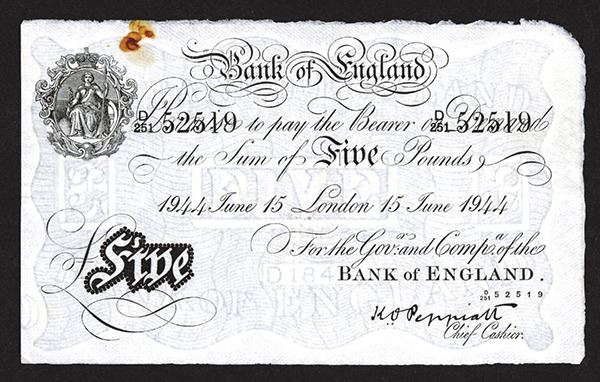 Bank of England
D/251 52519 to pay the Bearer on D/251 52519
the Sum of Five Pounds
1944 June 15 London 15 June 1944
For the Govr. and Compa. of the
BANK of ENGLAND.
D/251 52519
£Five
K O Peppiatt
Chief Cashier.